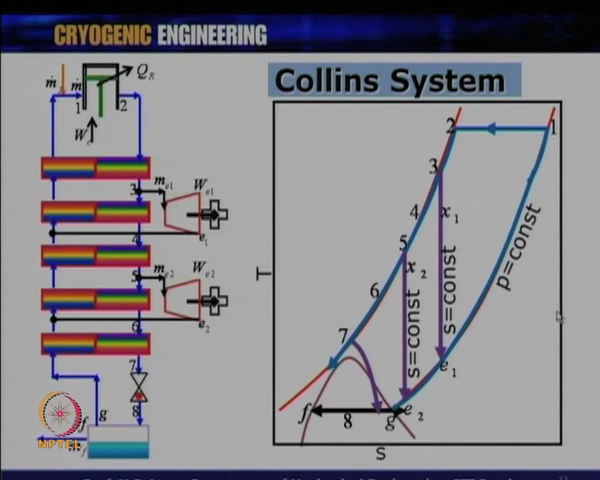 CRYOGENIC ENGINEERING
Collins System
ṁ
ṁ
1
2
Q_R
W_c
3
m_e1
W_e1
4
e_1
5
m_e2
W_e2
6
e_2
7
8
f
g
NPTEL
T
S
2
1
3
4
x_1
5
x_2
6
7
s=const
s=const
p=const
e_1
f
8
g
e_2